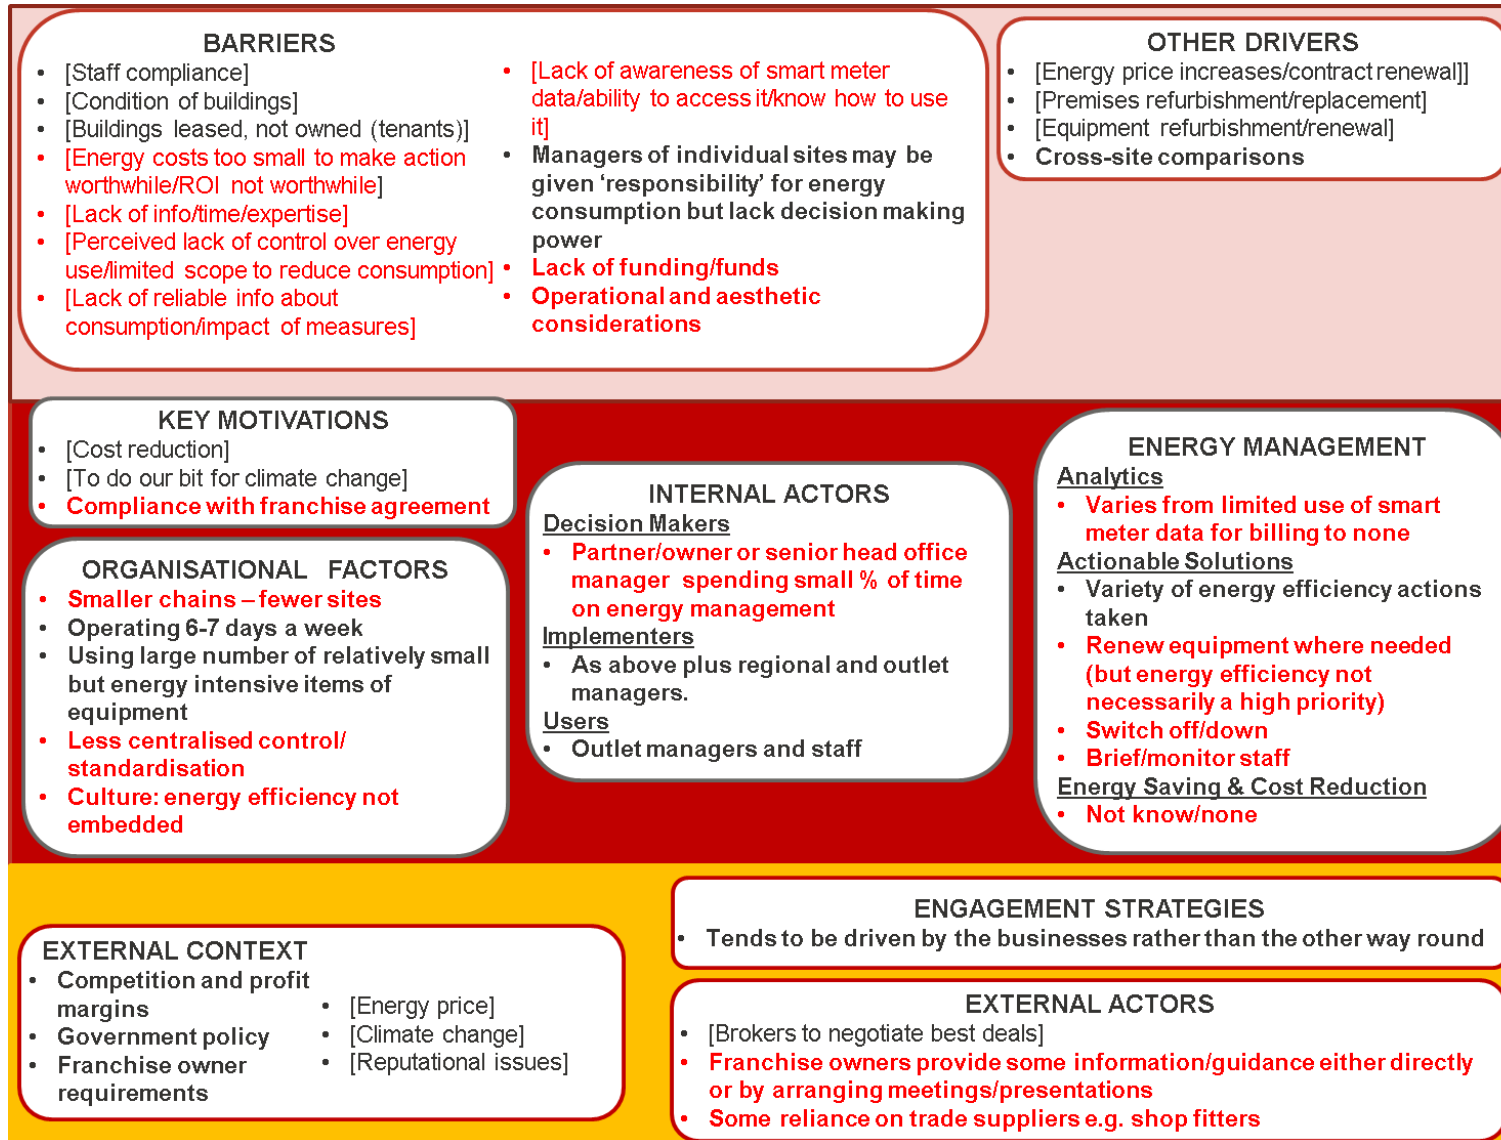 BARRIERS
• [Staff compliance]
• [Condition of buildings]
• [Buildings leased, not owned (tenants)]
• [Energy costs too small to make action
worthwhile/ROI not worthwhile]
• [Lack of info/time/expertise]
• [Perceived lack of control over energy
use/limited scope to reduce consumption]
• [Lack of reliable info about
consumption/impact of measures]
• [Lack of awareness of smart meter
data/ability to access it/know how to use
it]
• Managers of individual sites may be
given ‘responsibility’ for energy
consumption but lack decision making
power
• Lack of funding/funds
• Operational and aesthetic
considerations
OTHER DRIVERS
• [Energy price increases/contract renewal]]
• [Premises refurbishment/replacement]
• [Equipment refurbishment/renewal]
• Cross-site comparisons
KEY MOTIVATIONS
• [Cost reduction]
• [To do our bit for climate change]
• Compliance with franchise agreement
ORGANISATIONAL FACTORS
• Smaller chains – fewer sites
• Operating 6-7 days a week
• Using large number of relatively small
but energy intensive items of
equipment
• Less centralised control/
standardisation
• Culture: energy efficiency not
embedded
INTERNAL ACTORS
Decision Makers
• Partner/owner or senior head office
manager spending small % of time
on energy management
Implementers
• As above plus regional and outlet
managers.
Users
• Outlet managers and staff
ENERGY MANAGEMENT
Analytics
• Varies from limited use of smart
meter data for billing to none
Actionable Solutions
• Variety of energy efficiency actions
taken
• Renew equipment where needed
(but energy efficiency not
necessarily a high priority)
• Switch off/down
• Brief/monitor staff
Energy Saving & Cost Reduction
• Not know/none
EXTERNAL CONTEXT
• Competition and profit
margins
• Government policy
• Franchise owner
requirements
• [Energy price]
• [Climate change]
• [Reputational issues]
ENGAGEMENT STRATEGIES
• Tends to be driven by the businesses rather than the other way round
EXTERNAL ACTORS
• [Brokers to negotiate best deals]
• Franchise owners provide some information/guidance either directly
or by arranging meetings/presentations
• Some reliance on trade suppliers e.g. shop fitters